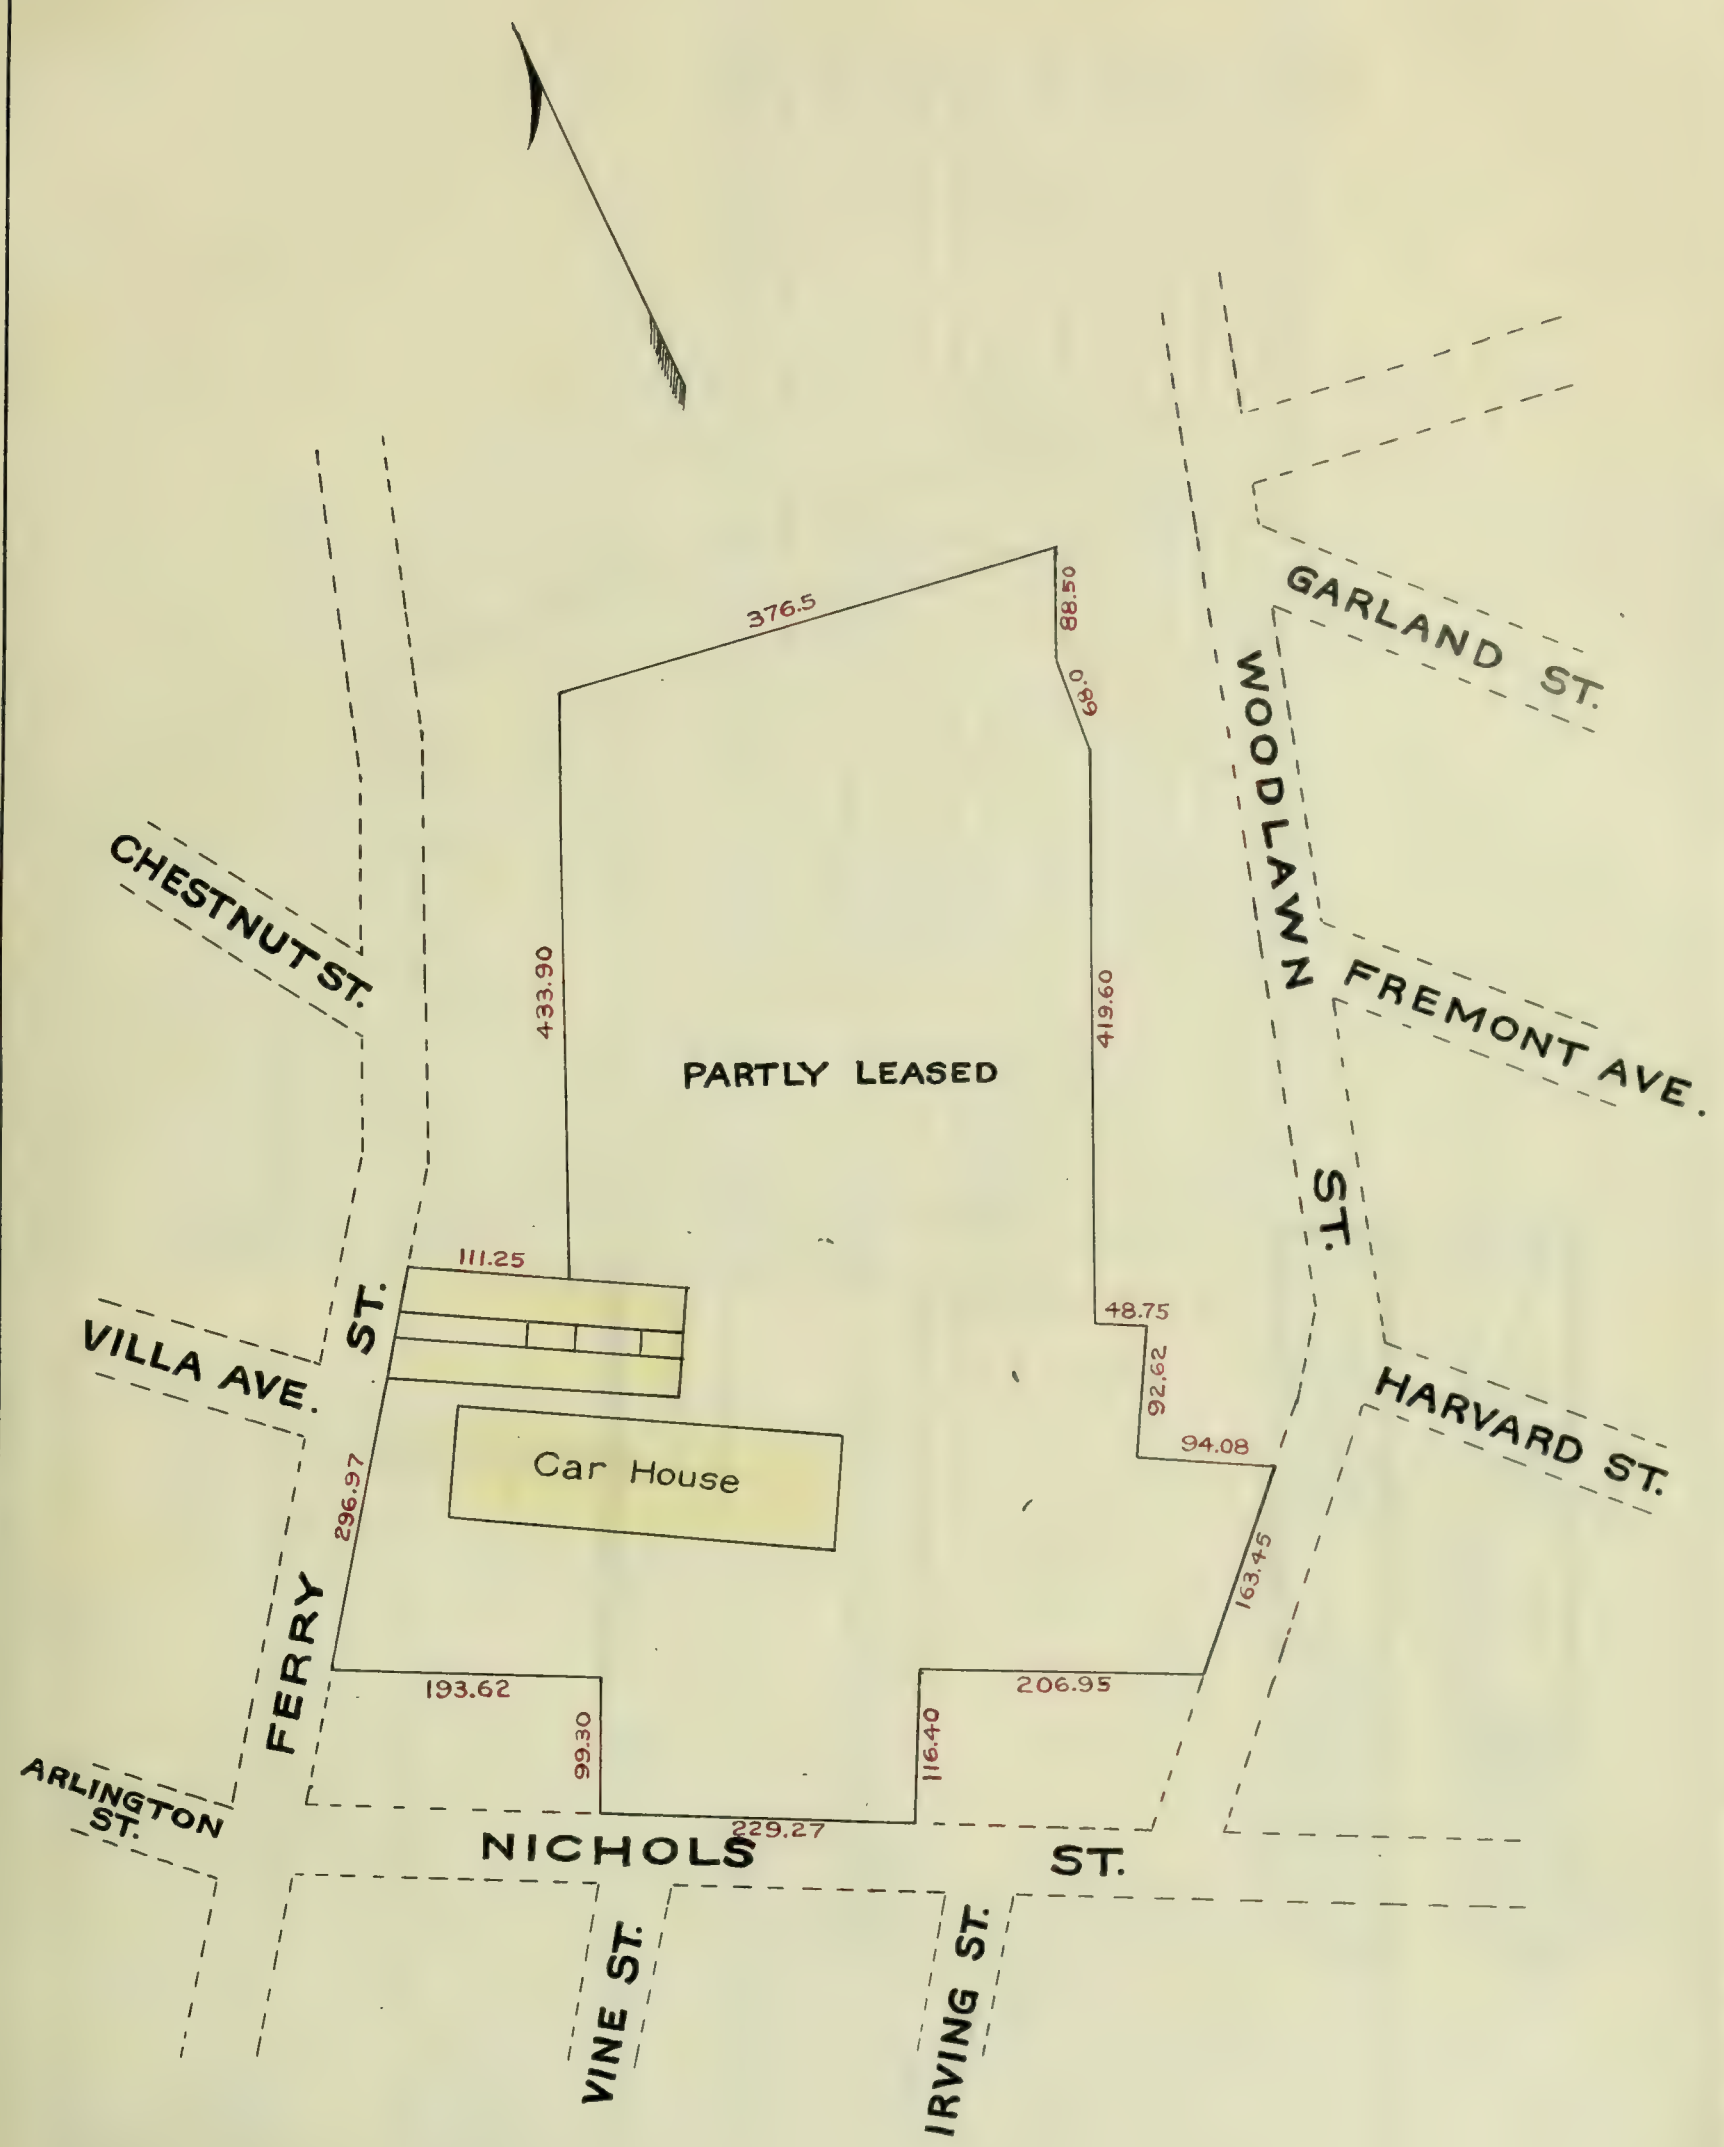 376.5
88.50
68.0
GARLAND ST.
WOODLAWN ST.
CHESTNUT ST.
433.90
419.60
FREMONT AVE.
PARTLY LEASED
111.25
48.75
VILLA AVE.
92.62
HARVARD ST.
94.08
Car House
296.97
163.45
FERRY ST.
193.62
206.95
99.30
116.40
ARLINGTON
ST.
229.27
NICHOLS ST.
VINE ST.
IRVING ST.